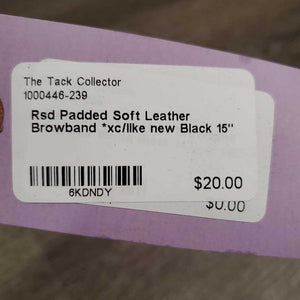 The Tack Collector
1000446-239
Rsd Padded Soft Leather
Browband *xc/like new Black 15"
6KDNDY
$20.00
$0.00